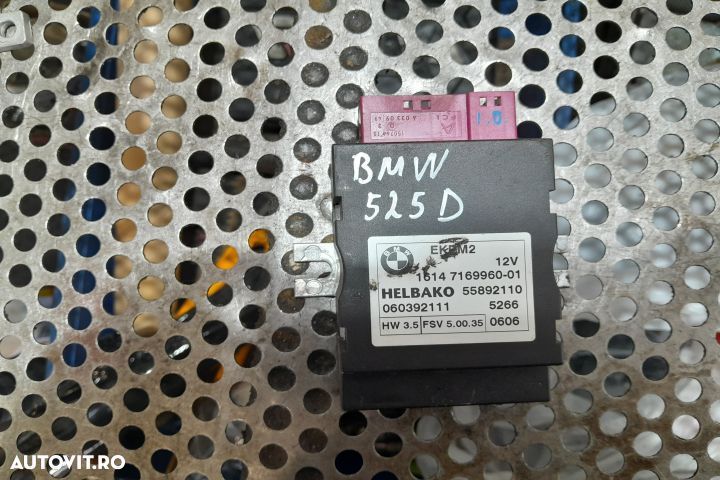 BMW
525D
EKPM2
12V
1614 7169960-01
HELBAKO 55892110
060392111 5266
HW 3.5 FSV 5.00.35 0606
AUTOVIT.RO